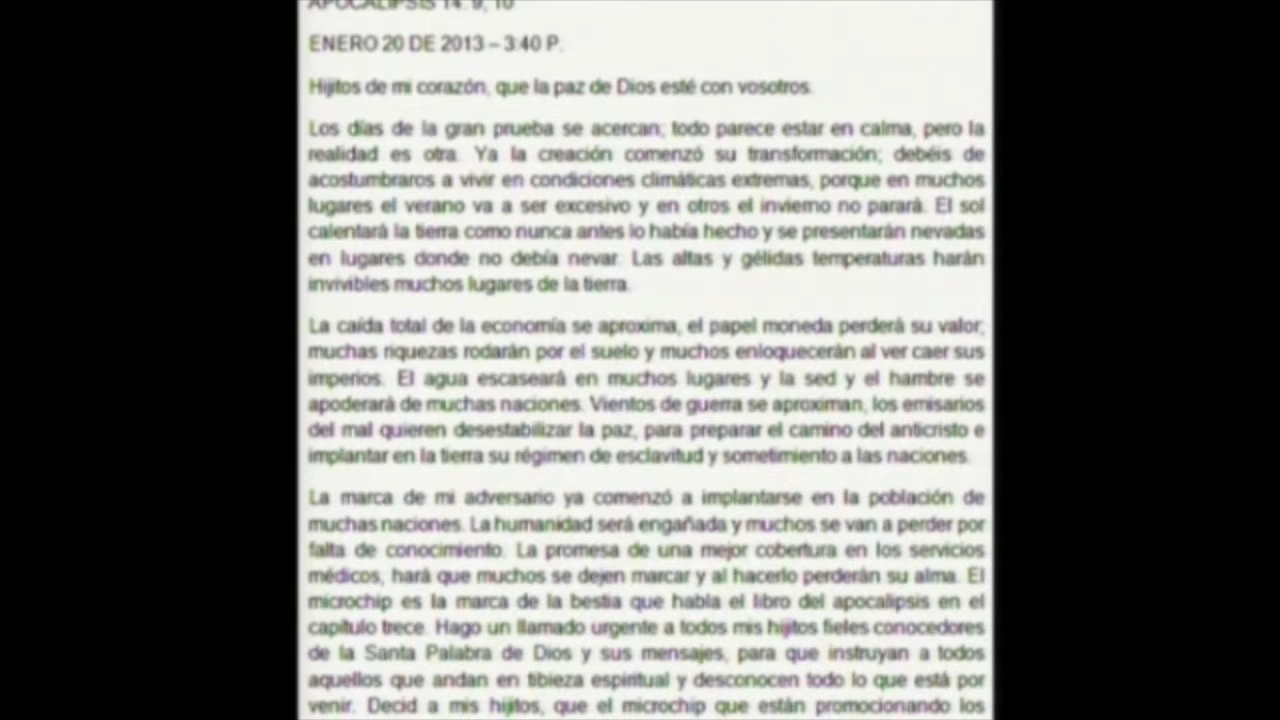 APOCALIPSIS 14: 9, 10
ENERO 20 DE 2013 – 3:40 P.
Hijitos de mi corazón, que la paz de Dios esté con vosotros.
Los días de la gran prueba se acercan; todo parece estar en calma, pero la
realidad es otra. Ya la creación comenzó su transformación; debéis de
acostumbraros a vivir en condiciones climáticas extremas, porque en muchos
lugares el verano va a ser excesivo y en otros el invierno no parará. El sol
calentará la tierra como nunca antes lo había hecho y se presentarán nevadas
en lugares donde no debía nevar. Las altas y gélidas temperaturas harán
invivibles muchos lugares de la tierra.
La caída total de la economía se aproxima, el papel moneda perderá su valor;
muchas riquezas rodarán por el suelo y muchos enloquecerán al ver caer sus
imperios. El agua escaseará en muchos lugares y la sed y el hambre se
apoderará de muchas naciones. Vientos de guerra se aproximan, los emisarios
del mal quieren desestabilizar la paz, para preparar el camino del anticristo e
implantar en la tierra su régimen de esclavitud y sometimiento a las naciones.
La marca de mi adversario ya comenzó a implantarse en la población de
muchas naciones. La humanidad será engañada y muchos se van a perder por
falta de conocimiento. La promesa de una mejor cobertura en los servicios
médicos, hará que muchos se dejen marcar y al hacerlo perderán su alma. El
microchip es la marca de la bestia que habla el libro del apocalipsis en el
capítulo trece. Hago un llamado urgente a todos mis hijitos fieles conocedores
de la Santa Palabra de Dios y sus mensajes, para que instruyan a todos
aquellos que andan en tibieza espiritual y desconocen todo lo que está por
venir. Decid a mis hijitos, que el microchip que están promocionando los